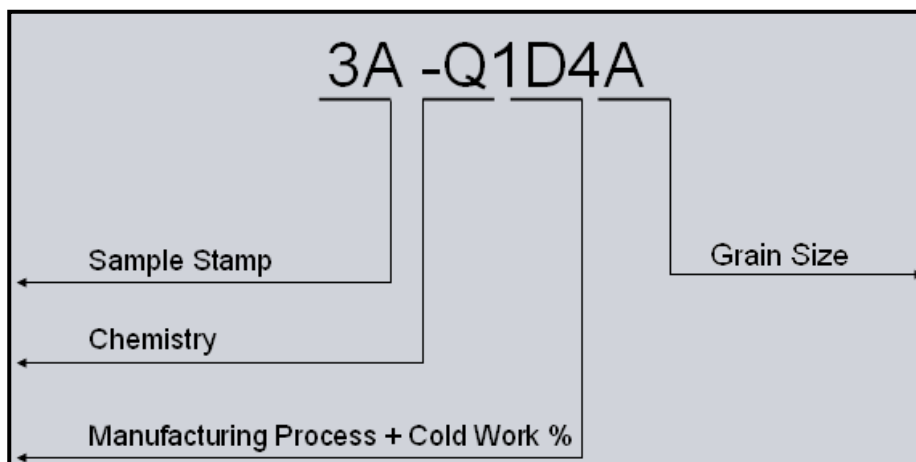 3A -Q1D4A
Sample Stamp
Grain Size
Chemistry
Manufacturing Process + Cold Work %